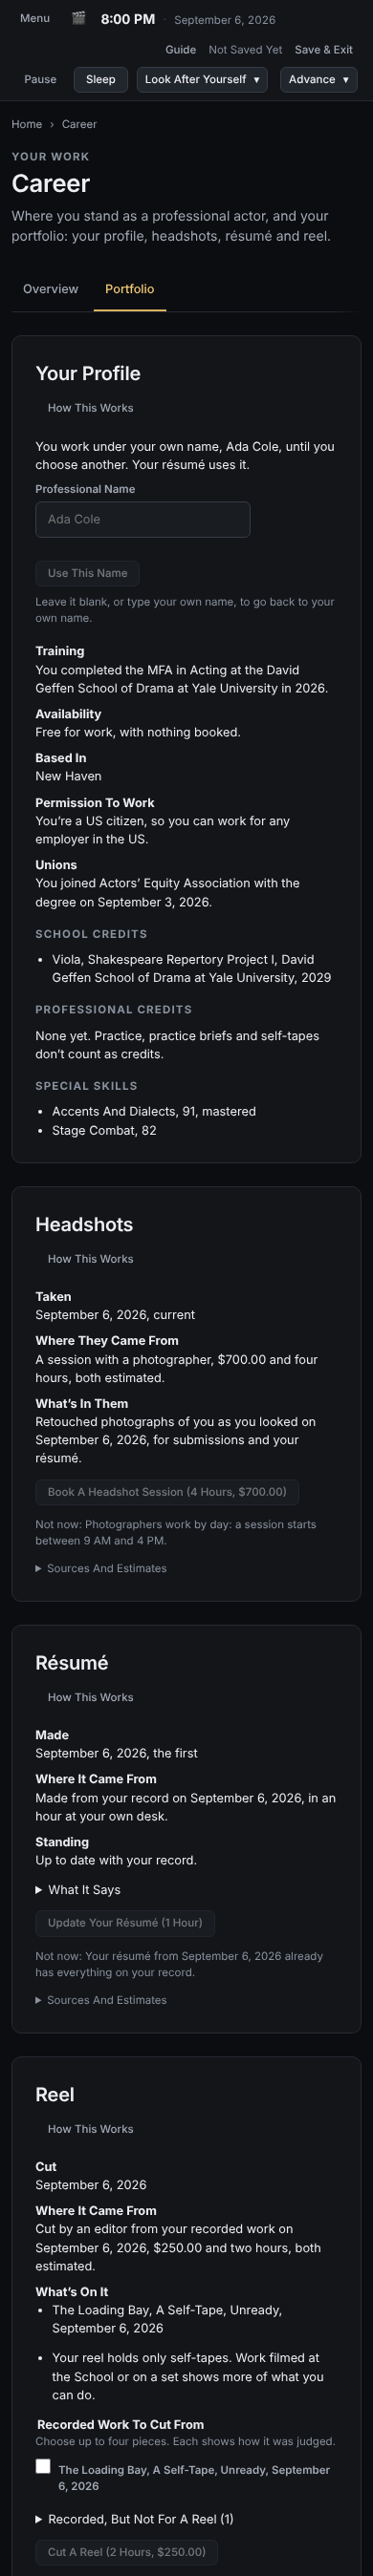 Menu
🎬 8:00 PM · September 6, 2026
Guide Not Saved Yet Save & Exit
Pause Sleep Look After Yourself ▾ Advance ▾
Home › Career
YOUR WORK
Career
Where you stand as a professional actor, and your
portfolio: your profile, headshots, résumé and reel.
Overview Portfolio
Your Profile
How This Works
You work under your own name, Ada Cole, until you
choose another. Your résumé uses it.
Professional Name
Ada Cole
Use This Name
Leave it blank, or type your own name, to go back to your
own name.
Training
You completed the MFA in Acting at the David
Geffen School of Drama at Yale University in 2026.
Availability
Free for work, with nothing booked.
Based In
New Haven
Permission To Work
You’re a US citizen, so you can work for any
employer in the US.
Unions
You joined Actors’ Equity Association with the
degree on September 3, 2026.
SCHOOL CREDITS
• Viola, Shakespeare Repertory Project I, David
Geffen School of Drama at Yale University, 2029
PROFESSIONAL CREDITS
None yet. Practice, practice briefs and self-tapes
don’t count as credits.
SPECIAL SKILLS
• Accents And Dialects, 91, mastered
• Stage Combat, 82
Headshots
How This Works
Taken
September 6, 2026, current
Where They Came From
A session with a photographer, $700.00 and four
hours, both estimated.
What’s In Them
Retouched photographs of you as you looked on
September 6, 2026, for submissions and your
résumé.
Book A Headshot Session (4 Hours, $700.00)
Not now: Photographers work by day: a session starts
between 9 AM and 4 PM.
▶ Sources And Estimates
Résumé
How This Works
Made
September 6, 2026, the first
Where It Came From
Made from your record on September 6, 2026, in an
hour at your own desk.
Standing
Up to date with your record.
▶ What It Says
Update Your Résumé (1 Hour)
Not now: Your résumé from September 6, 2026 already
has everything on your record.
▶ Sources And Estimates
Reel
How This Works
Cut
September 6, 2026
Where It Came From
Cut by an editor from your recorded work on
September 6, 2026, $250.00 and two hours, both
estimated.
What’s On It
• The Loading Bay, A Self-Tape, Unready,
September 6, 2026
• Your reel holds only self-tapes. Work filmed at
the School or on a set shows more of what you
can do.
Recorded Work To Cut From
Choose up to four pieces. Each shows how it was judged.
The Loading Bay, A Self-Tape, Unready, September
6, 2026
▶ Recorded, But Not For A Reel (1)
Cut A Reel (2 Hours, $250.00)